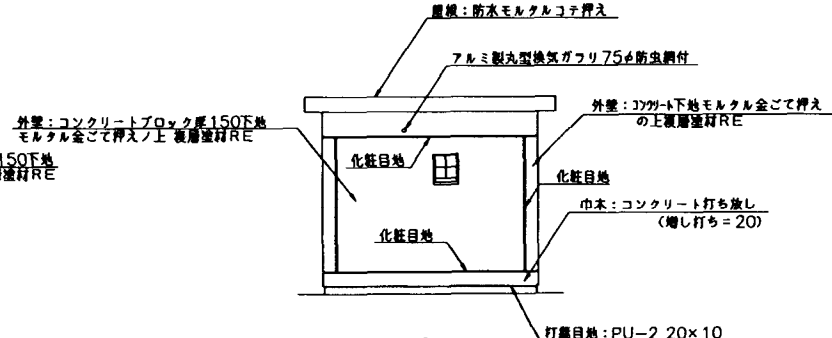 屋根：防水モルタルコテ押え
アルミ製丸型換気ガラリ75φ防虫網付
外壁：コンクリートブロック厚150下地
モルタル金ごて押えノ上 複層塗材RE
150下地
層塗材RE
外壁：コンクリート下地モルタル金こて押え
の上複層塗材RE
化粧目地
化粧目地
巾木：コンクリート打ち放し
（増し打ち＝20）
化粧目地
打継目地：PU-2 20×10